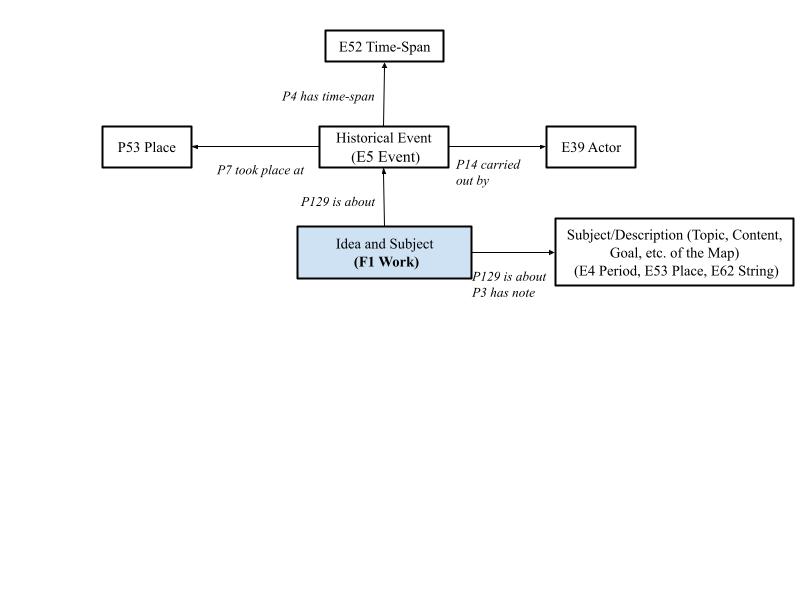 E52 Time-Span
P4 has time-span
P53 Place
P7 took place at
Historical Event
(E5 Event)
P14 carried
out by
E39 Actor
P129 is about
Idea and Subject
(F1 Work)
P129 is about
P3 has note
Subject/Description (Topic, Content,
Goal, etc. of the Map)
(E4 Period, E53 Place, E62 String)